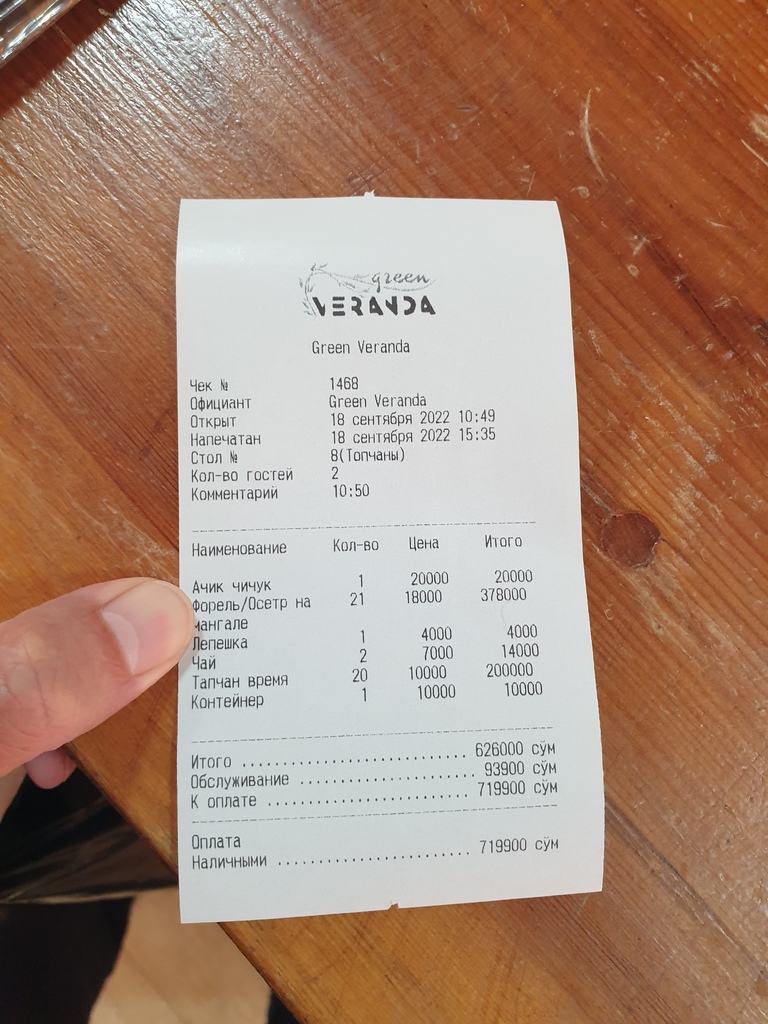 green
VERANDA
Green Veranda
Чек № 1468
Официант Green Veranda
Открыт 18 сентября 2022 10:49
Напечатан 18 сентября 2022 15:35
Стол № 8(Топчаны)
Кол-во гостей 2
Комментарий 10:50
Наименование Кол-во Цена Итого
Ачик чичук 1 20000 20000
Форель/Осетр на 21 18000 378000
мангале
Лепешка 1 4000 4000
Чай 2 7000 14000
Тапчан время 20 10000 200000
Контейнер 1 10000 10000
Итого ........................... 626000 сўм
Обслуживание ..................... 93900 сўм
К оплате ........................ 719900 сўм
Оплата
Наличными ....................... 719900 сўм